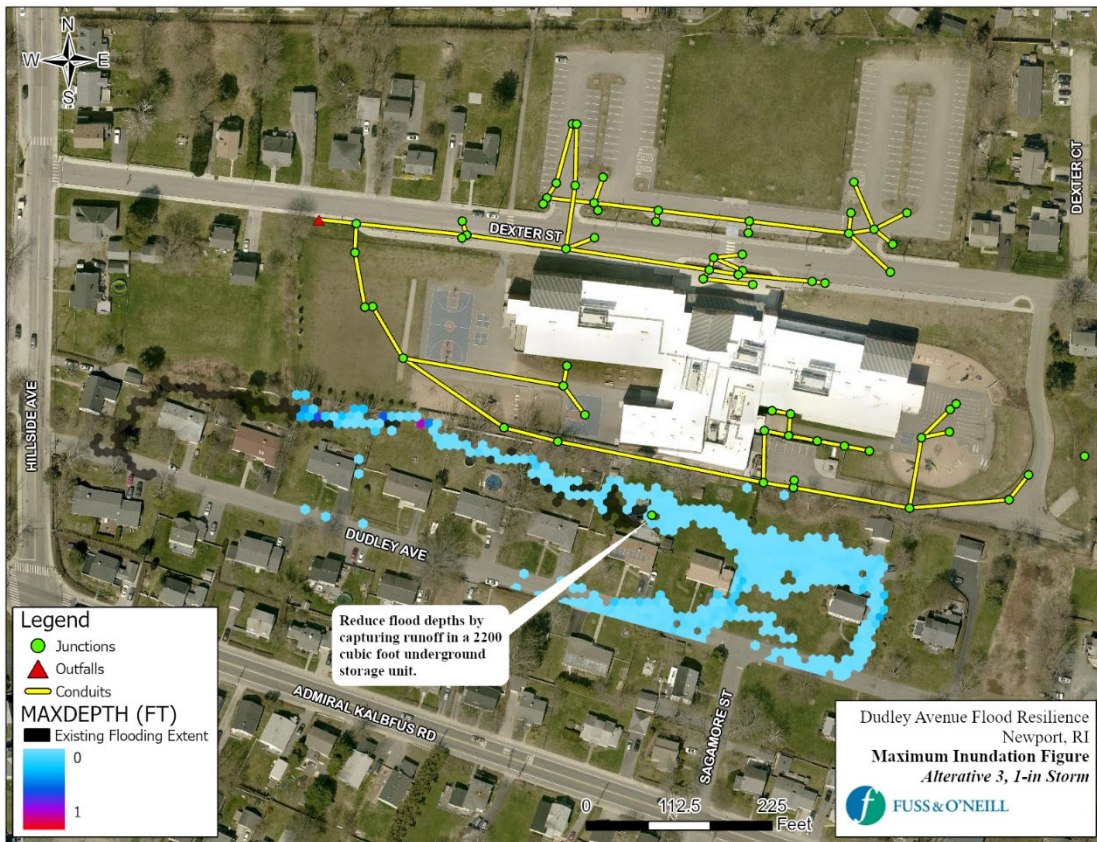 N
W E
S
DEXTER ST
DEXTER CT
HILLSIDE AVE
DUDLEY AVE
Reduce flood depths by
capturing runoff in a 2200
cubic foot underground
storage unit.
ADMIRAL KALBFUS RD
SAGAMORE ST
Legend
Junctions
Outfalls
Conduits
MAXDEPTH (FT)
Existing Flooding Extent
0
1
0 112.5 225
Feet
Dudley Avenue Flood Resilience
Newport, RI
Maximum Inundation Figure
Alterative 3, 1-in Storm
f FUSS & O'NEILL